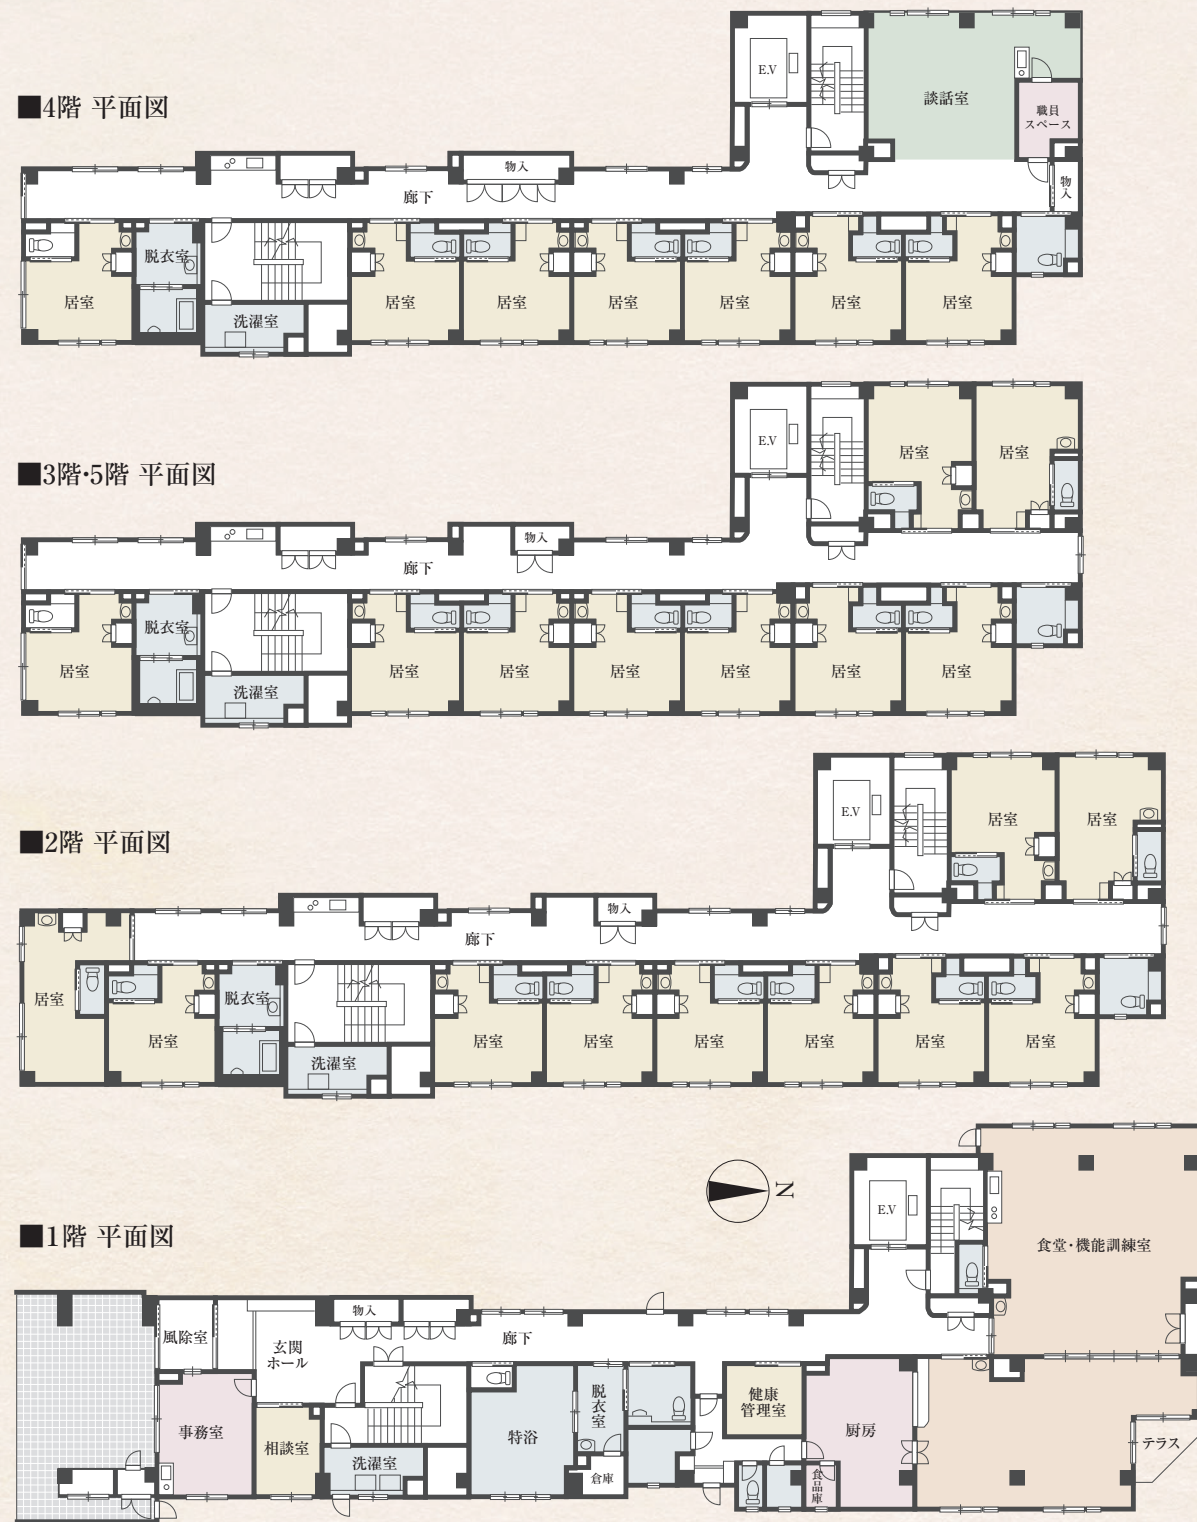 ■4階 平面図
E.V
談話室
職員
スペース
物入
物入
廊下
脱衣室
居室
洗濯室
居室
居室
居室
居室
居室
居室
■3階・5階 平面図
E.V
居室
居室
物入
廊下
脱衣室
居室
洗濯室
居室
居室
居室
居室
居室
居室
■2階 平面図
E.V
居室
居室
物入
廊下
居室
脱衣室
居室
洗濯室
居室
居室
居室
居室
居室
居室
N
■1階 平面図
E.V
食堂・機能訓練室
物入
風除室
玄関
ホール
廊下
事務室
相談室
洗濯室
特浴
脱衣室
倉庫
健康
管理室
厨房
食品庫
テラス